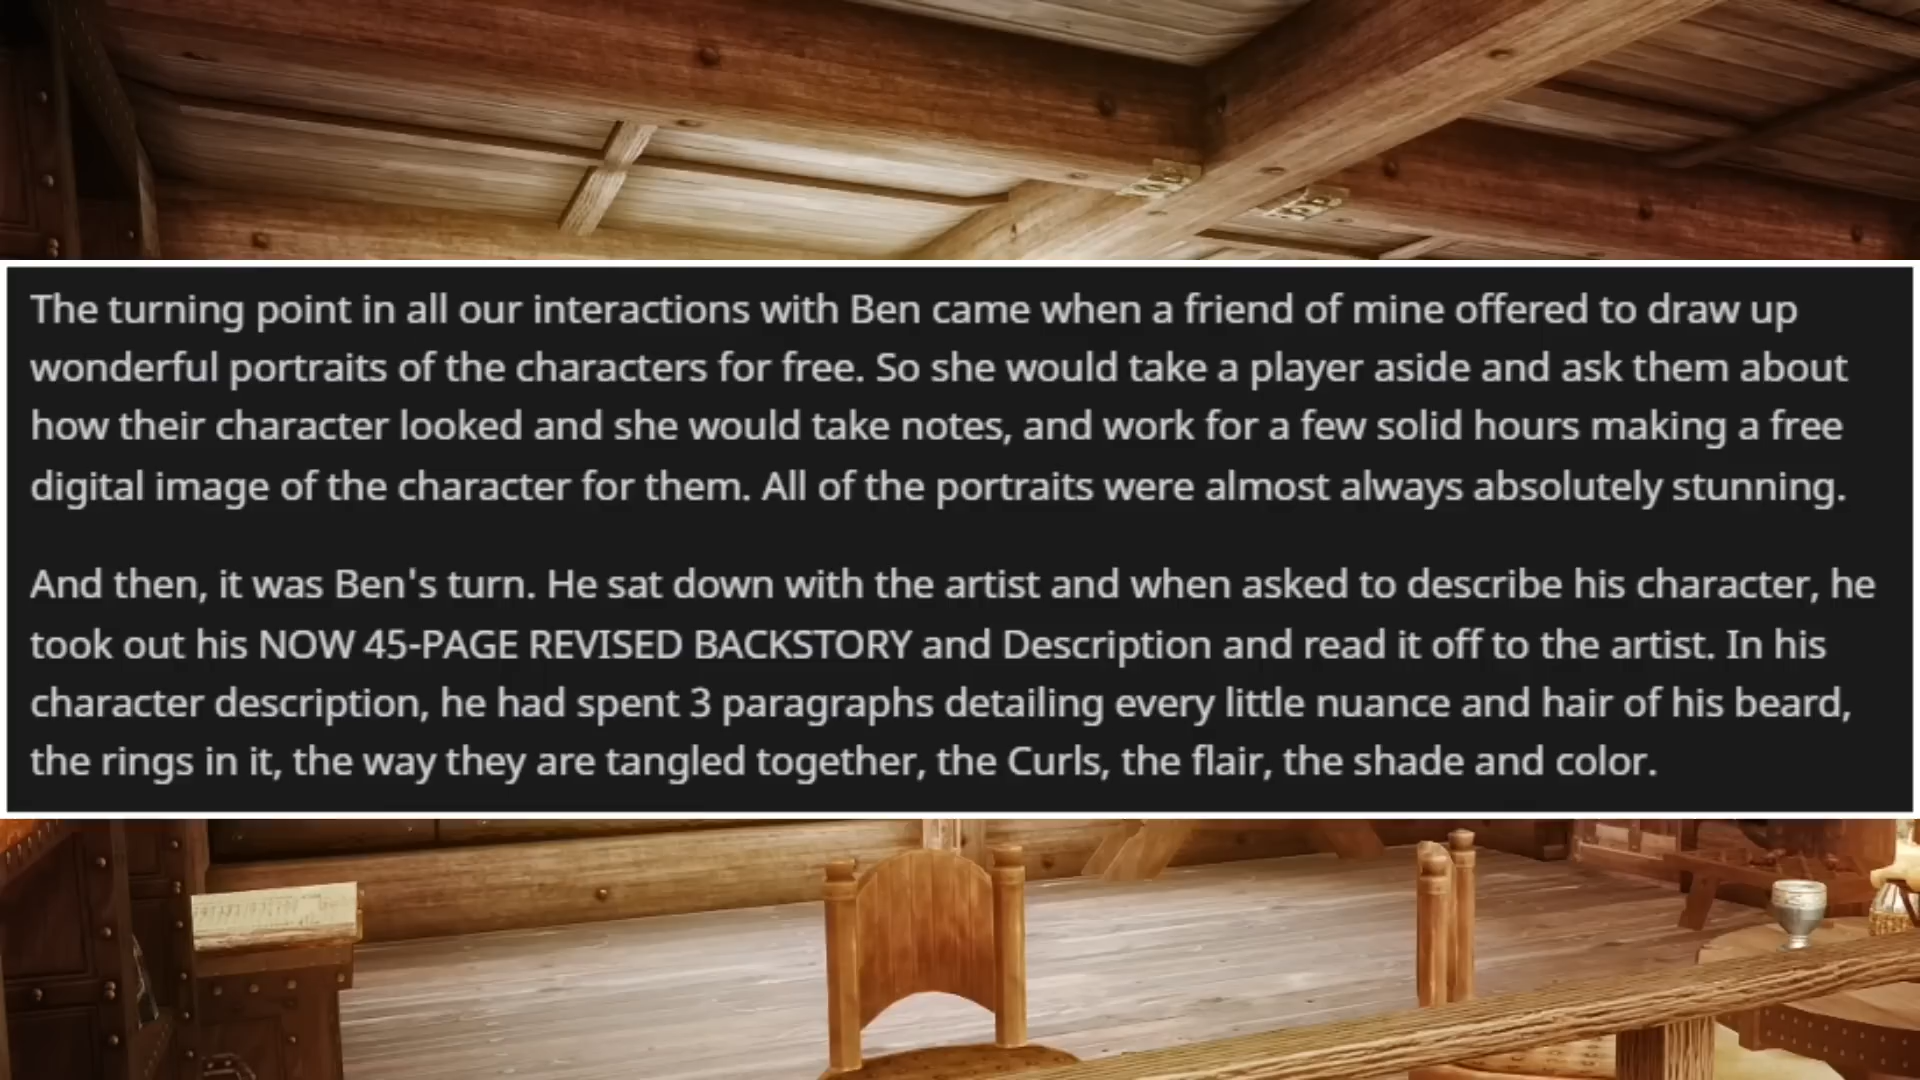 The turning point in all our interactions with Ben came when a friend of mine offered to draw up
wonderful portraits of the characters for free. So she would take a player aside and ask them about
how their character looked and she would take notes, and work for a few solid hours making a free
digital image of the character for them. All of the portraits were almost always absolutely stunning.
And then, it was Ben's turn. He sat down with the artist and when asked to describe his character, he
took out his NOW 45-PAGE REVISED BACKSTORY and Description and read it off to the artist. In his
character description, he had spent 3 paragraphs detailing every little nuance and hair of his beard,
the rings in it, the way they are tangled together, the Curls, the flair, the shade and color.